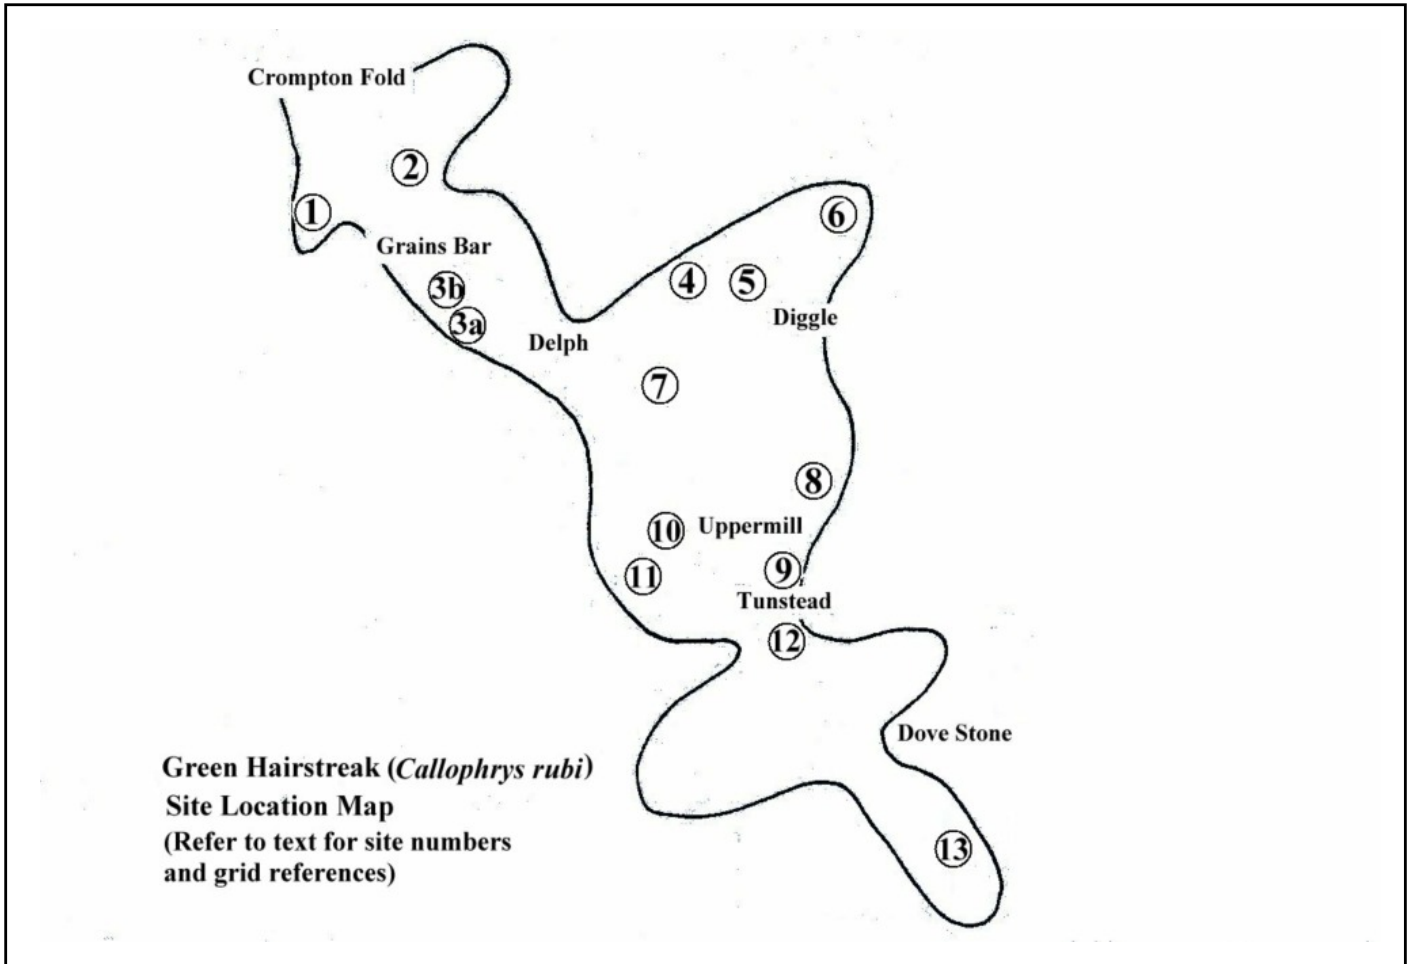 Crompton Fold
2
1
6
Grains Bar
3b
4
5
3a
Diggle
Delph
7
8
10
Uppermill
11
9
Tunstead
12
Dove Stone
Green Hairstreak (Callophrys rubi)
Site Location Map
(Refer to text for site numbers
and grid references)
13